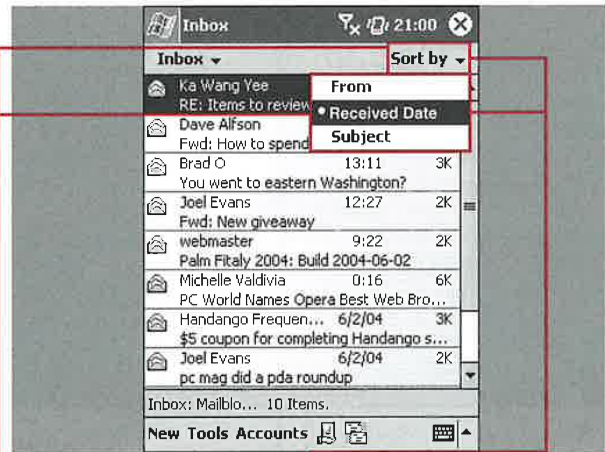 Inbox 21:00
Inbox Sort by
Ka Wang Yee From
RE: Items to review • Received Date
Dave Alfson Subject
Fwd: How to spend
Brad O 13:11 3K
You went to eastern Washington?
Joel Evans 12:27 2K
Fwd: New giveaway
webmaster 9:22 2K
Palm Fitaly 2004: Build 2004-06-02
Michelle Valdivia 0:16 6K
PC World Names Opera Best Web Bro...
Handango Frequen... 6/2/04 3K
$5 coupon for completing Handango s...
Joel Evans 6/2/04 2K
pc mag did a pda roundup
Inbox: Mailblo... 10 Items.
New Tools Accounts